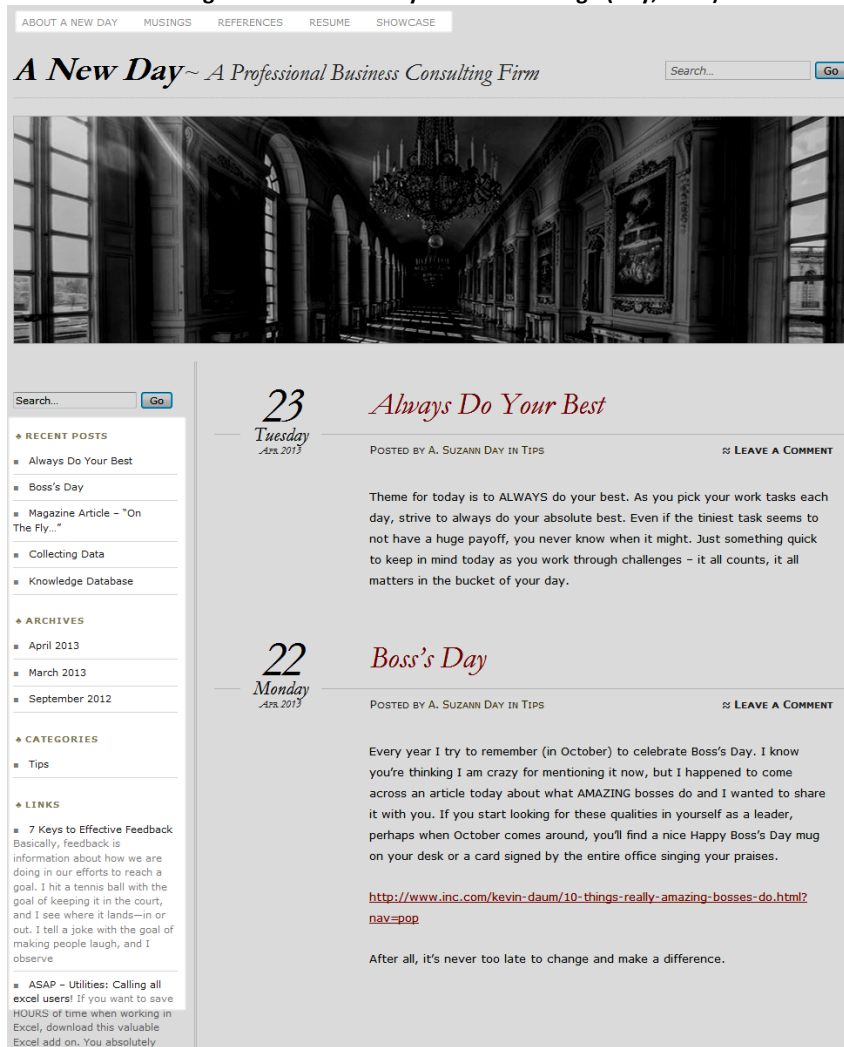 ABOUT A NEW DAY MUSINGS REFERENCES RESUME SHOWCASE
A New Day ~ A Professional Business Consulting Firm
Search... Go
Search... Go
♠ RECENT POSTS
Always Do Your Best
Boss's Day
Magazine Article – "On
The Fly…"
Collecting Data
Knowledge Database
♠ ARCHIVES
April 2013
March 2013
September 2012
♠ CATEGORIES
Tips
♠ LINKS
7 Keys to Effective Feedback
Basically, feedback is
information about how we are
doing in our efforts to reach a
goal. I hit a tennis ball with the
goal of keeping it in the court,
and I see where it lands—in or
out. I tell a joke with the goal of
making people laugh, and I
observe
ASAP – Utilities: Calling all
excel users! If you want to save
HOURS of time when working in
Excel, download this valuable
Excel add on. You absolutely
23
Tuesday
Apr 2013
Always Do Your Best
Posted by A. Suzann Day in Tips
≈ Leave a Comment
Theme for today is to ALWAYS do your best. As you pick your work tasks each
day, strive to always do your absolute best. Even if the tiniest task seems to
not have a huge payoff, you never know when it might. Just something quick
to keep in mind today as you work through challenges – it all counts, it all
matters in the bucket of your day.
22
Monday
Apr 2013
Boss's Day
Posted by A. Suzann Day in Tips
≈ Leave a Comment
Every year I try to remember (in October) to celebrate Boss's Day. I know
you're thinking I am crazy for mentioning it now, but I happened to come
across an article today about what AMAZING bosses do and I wanted to share
it with you. If you start looking for these qualities in yourself as a leader,
perhaps when October comes around, you'll find a nice Happy Boss's Day mug
on your desk or a card signed by the entire office singing your praises.
http://www.inc.com/kevin-daum/10-things-really-amazing-bosses-do.html?
nav=pop
After all, it's never too late to change and make a difference.